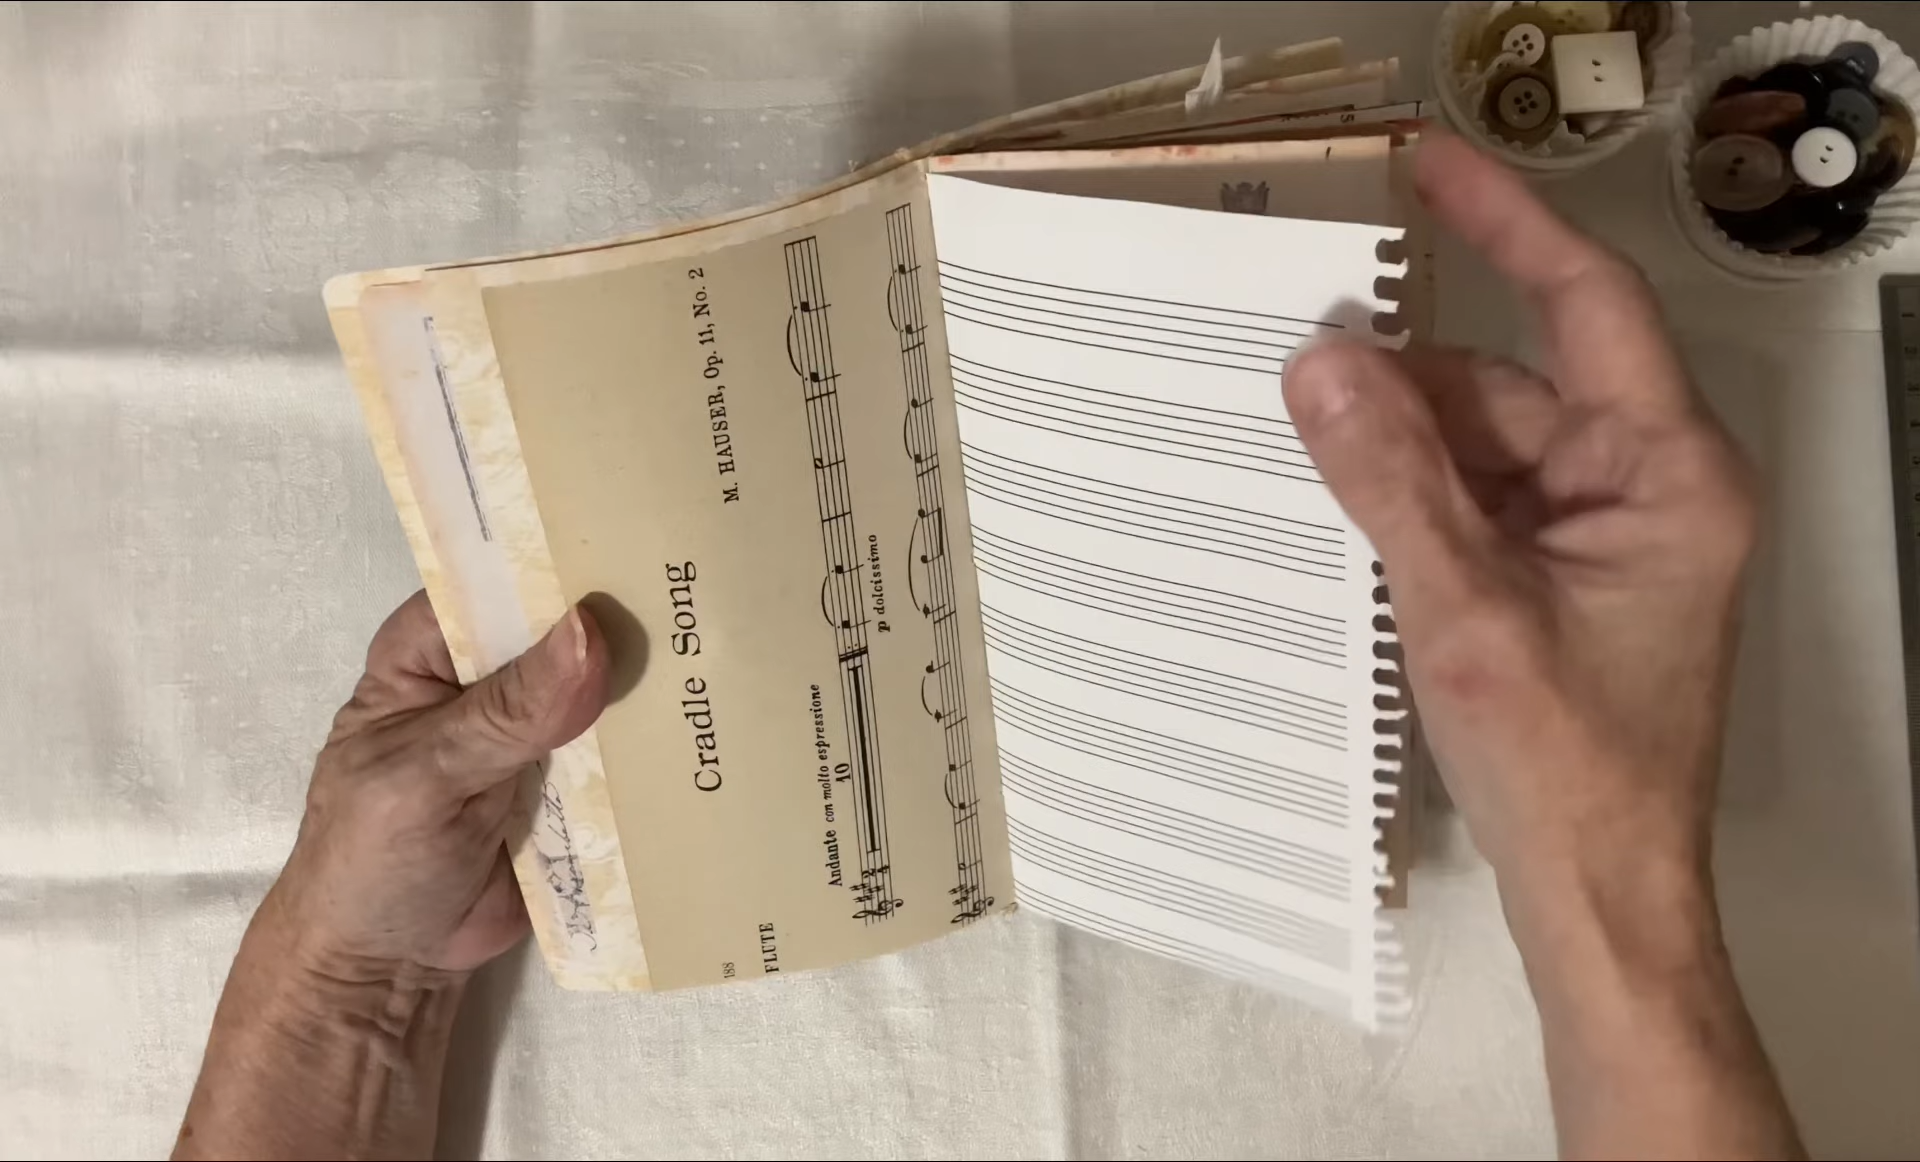 188
FLUTE
Cradle Song
M. HAUSER, Op. 11, No. 2
Andante con molto espressione
10
p dolcissimo